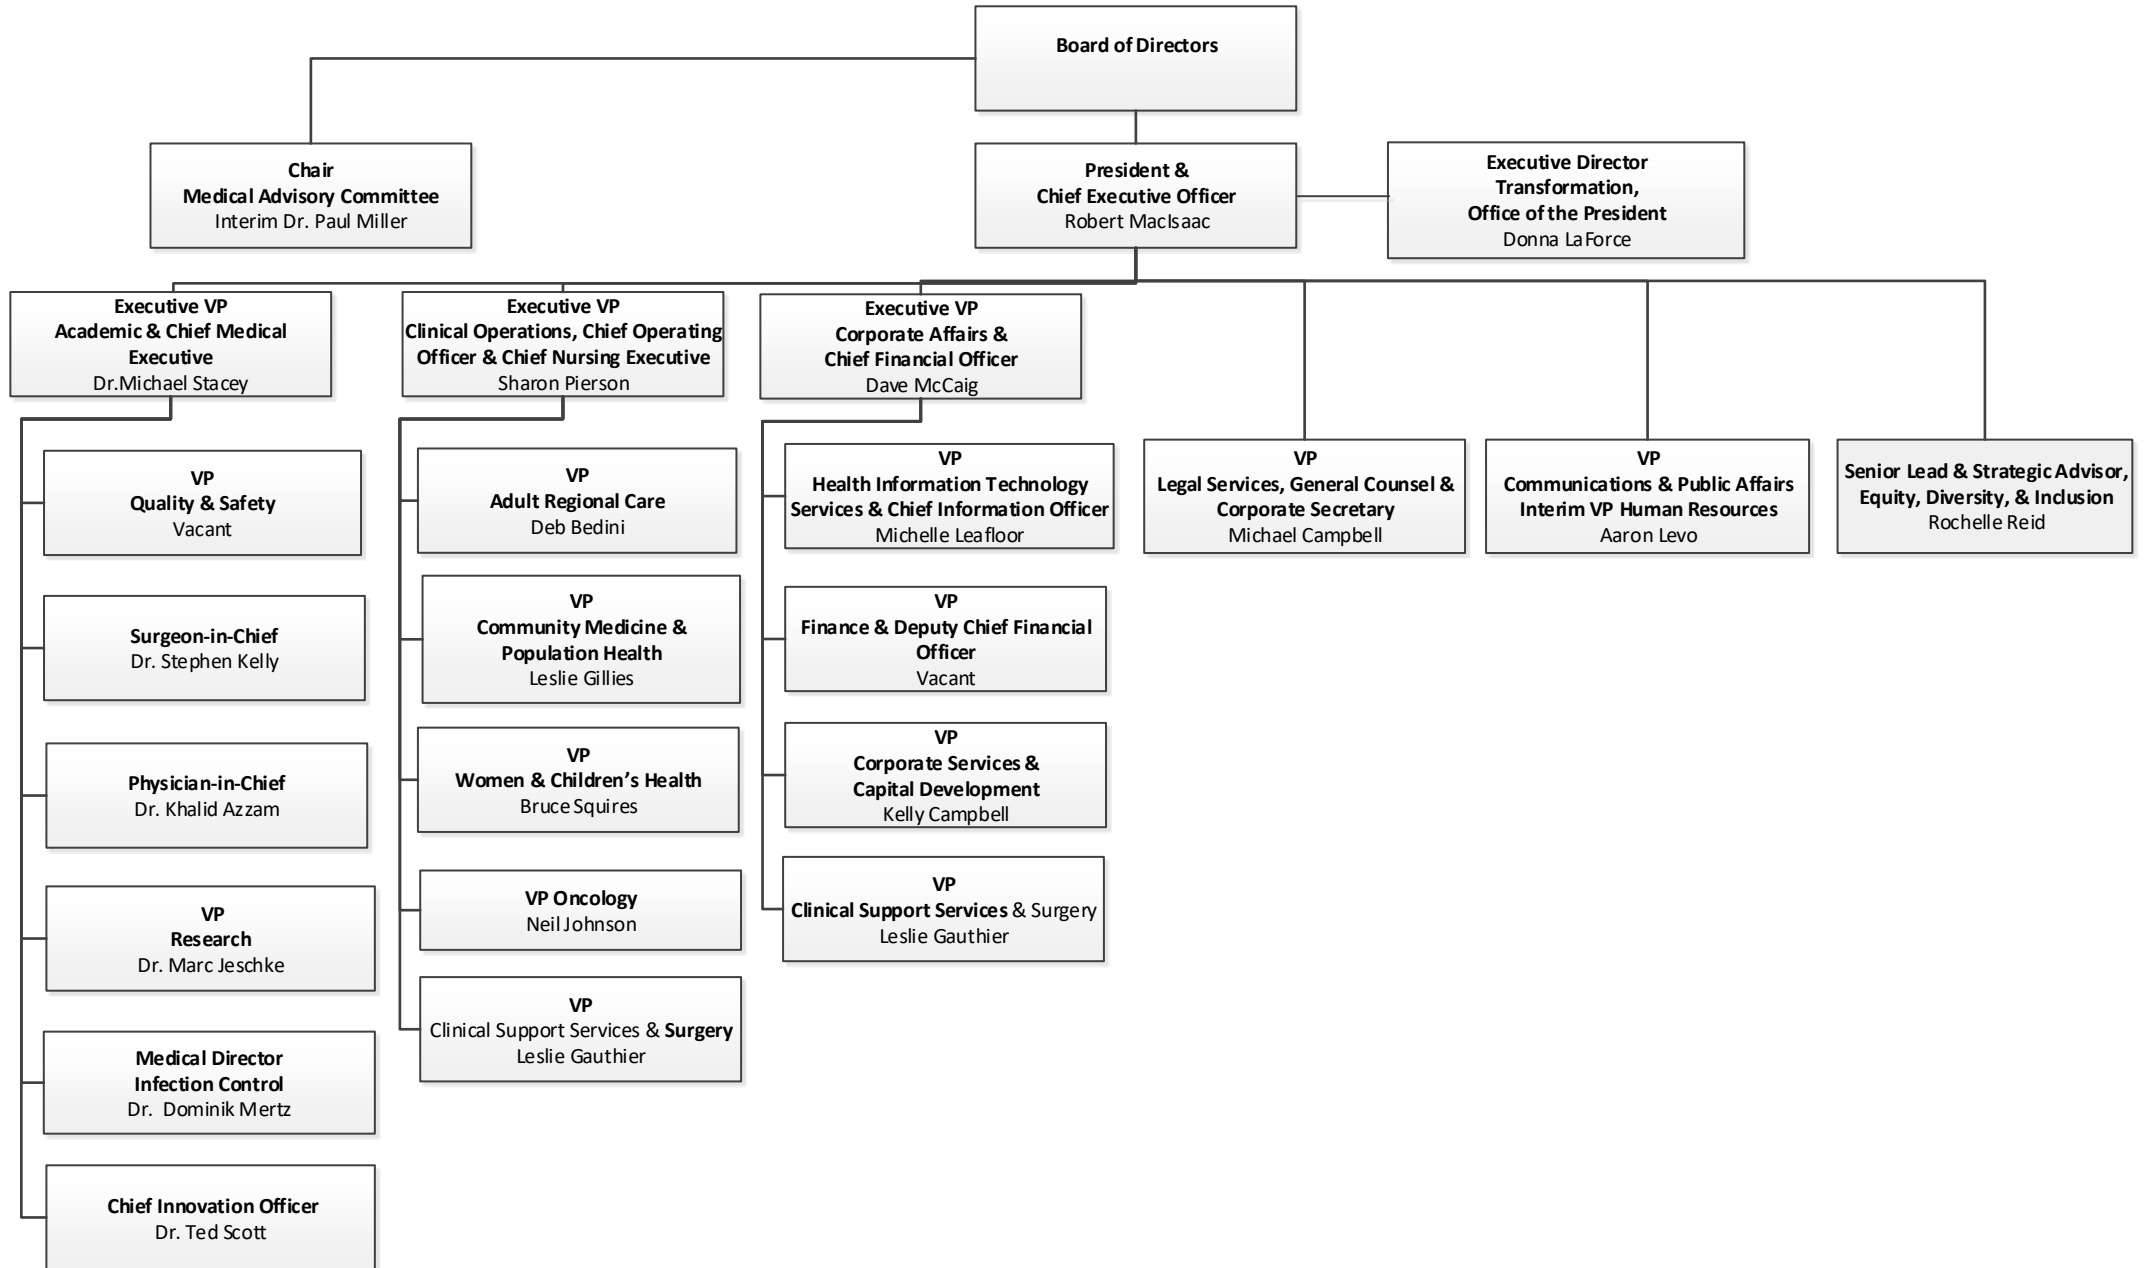 Board of Directors
Chair
Medical Advisory Committee
Interim Dr. Paul Miller
President &
Chief Executive Officer
Robert MacIsaac
Executive Director
Transformation,
Office of the President
Donna LaForce
Executive VP
Academic & Chief Medical
Executive
Dr.Michael Stacey
Executive VP
Clinical Operations, Chief Operating
Officer & Chief Nursing Executive
Sharon Pierson
Executive VP
Corporate Affairs &
Chief Financial Officer
Dave McCaig
VP
Quality & Safety
Vacant
Surgeon-in-Chief
Dr. Stephen Kelly
Physician-in-Chief
Dr. Khalid Azzam
VP
Research
Dr. Marc Jeschke
Medical Director
Infection Control
Dr. Dominik Mertz
Chief Innovation Officer
Dr. Ted Scott
VP
Adult Regional Care
Deb Bedini
VP
Community Medicine &
Population Health
Leslie Gillies
VP
Women & Children’s Health
Bruce Squires
VP Oncology
Neil Johnson
VP
Clinical Support Services & Surgery
Leslie Gauthier
VP
Health Information Technology
Services & Chief Information Officer
Michelle Leafloor
VP
Finance & Deputy Chief Financial
Officer
Vacant
VP
Corporate Services &
Capital Development
Kelly Campbell
VP
Clinical Support Services & Surgery
Leslie Gauthier
VP
Legal Services, General Counsel &
Corporate Secretary
Michael Campbell
VP
Communications & Public Affairs
Interim VP Human Resources
Aaron Levo
Senior Lead & Strategic Advisor,
Equity, Diversity, & Inclusion
Rochelle Reid